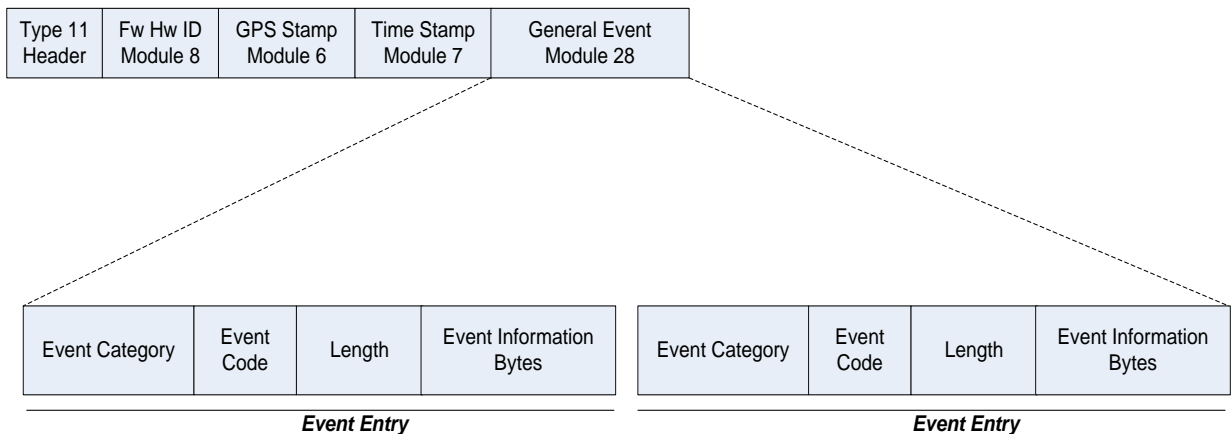 Type 11
Header
Fw Hw ID
Module 8
GPS Stamp
Module 6
Time Stamp
Module 7
General Event
Module 28
Event Category
Event
Code
Length
Event Information
Bytes
Event Category
Event
Code
Length
Event Information
Bytes
Event Entry
Event Entry